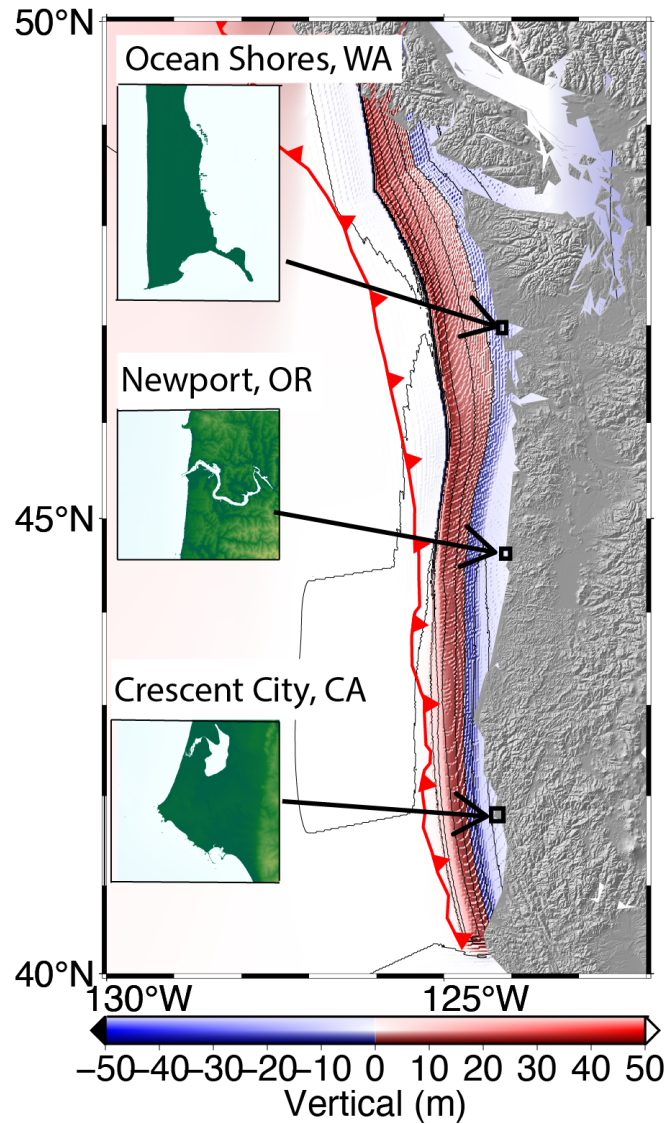 50°N
Ocean Shores, WA
Newport, OR
45°N
Crescent City, CA
40°N
130°W 125°W
−50 −40 −30 −20 −10 0 10 20 30 40 50
Vertical (m)